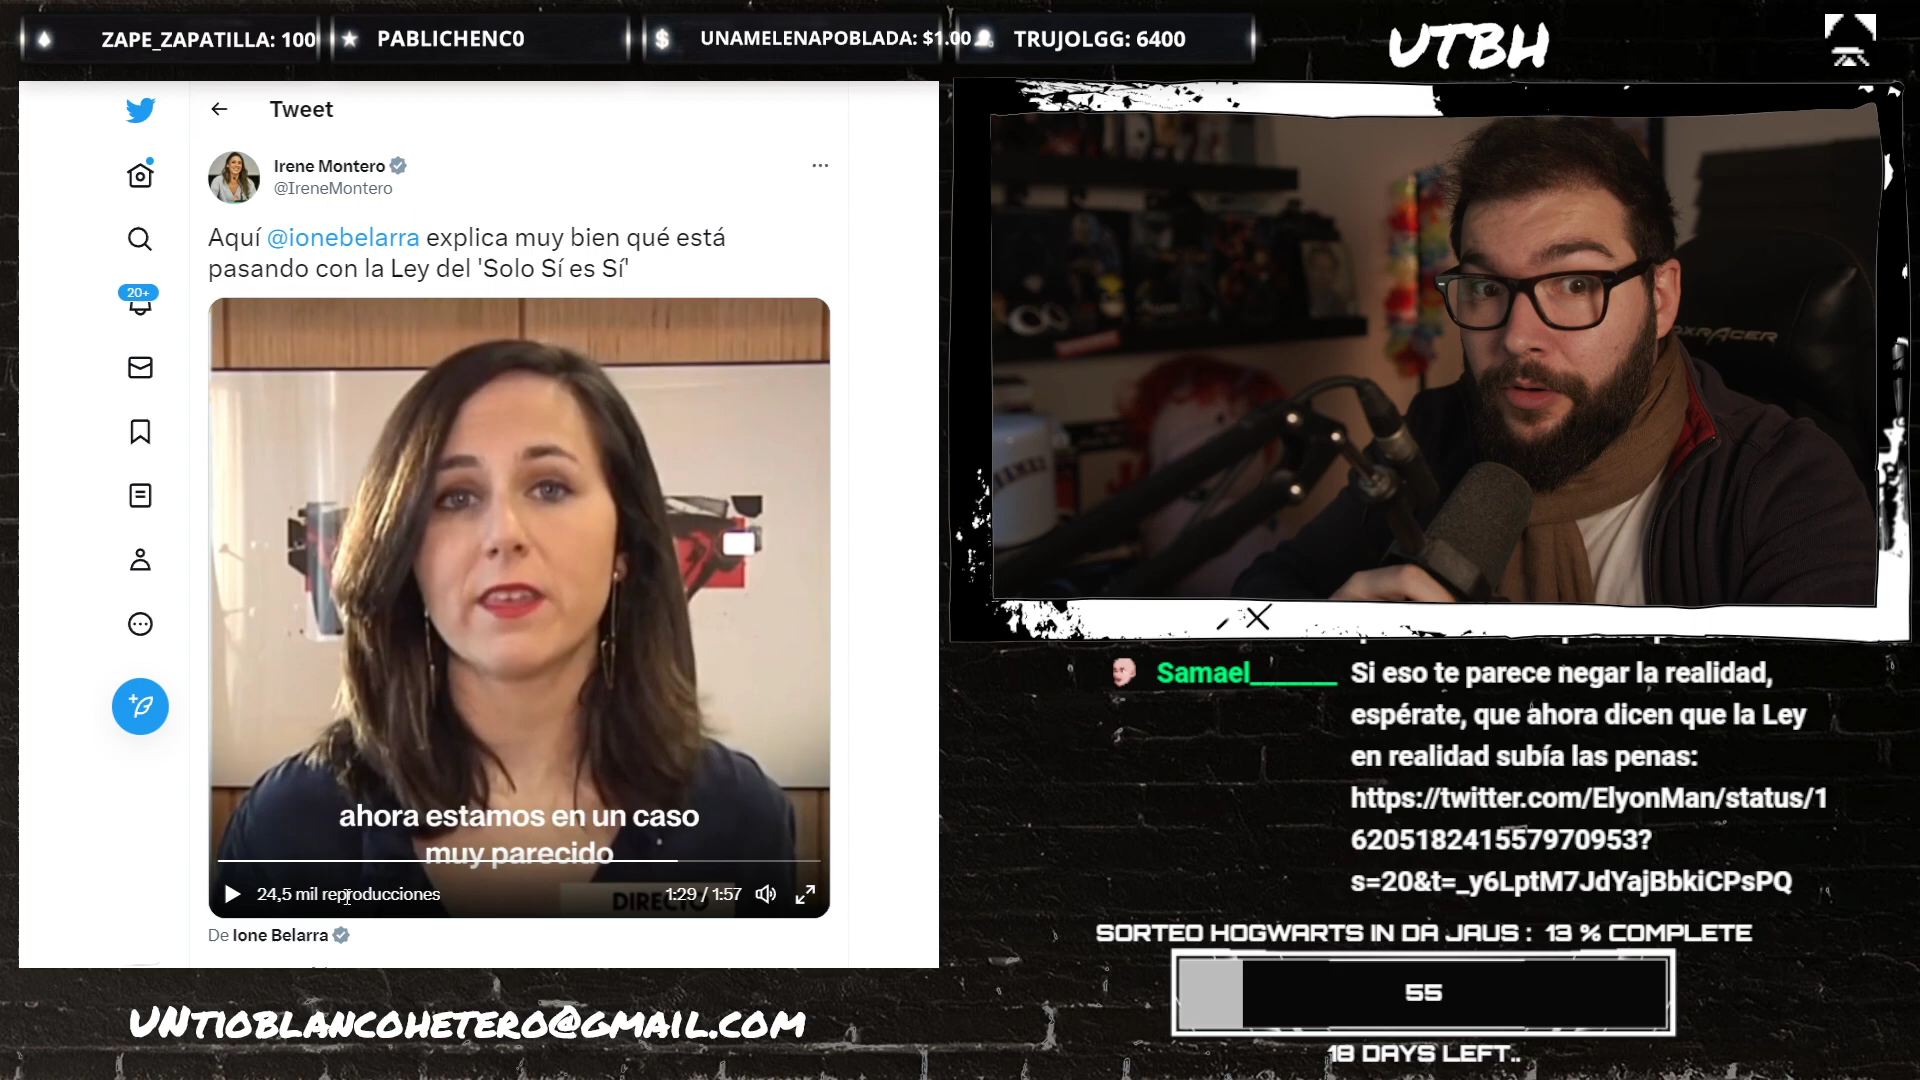 ZAPE_ZAPATILLA: 100
PABLICHENC0
UNAMELENAPOBLADA: $1.00
TRUJOLGG: 6400
UTBH
Tweet
Irene Montero
@IreneMontero
Aquí @ionebelarra explica muy bien qué está
pasando con la Ley del 'Solo Sí es Sí'
20+
ahora estamos en un caso
muy parecido
24,5 mil reproducciones
1:29 / 1:57
DIRECTO
De Ione Belarra
UNTIOBLANCOHETERO@GMAIL.COM
Samael_______ Si eso te parece negar la realidad,
espérate, que ahora dicen que la Ley
en realidad subía las penas:
https://twitter.com/ElyonMan/status/1
620518241557970953?
s=20&t=_y6LptM7JdYajBbkiCPsPQ
SORTEO HOGWARTS IN DA JAUS : 13 % COMPLETE
55
18 DAYS LEFT..